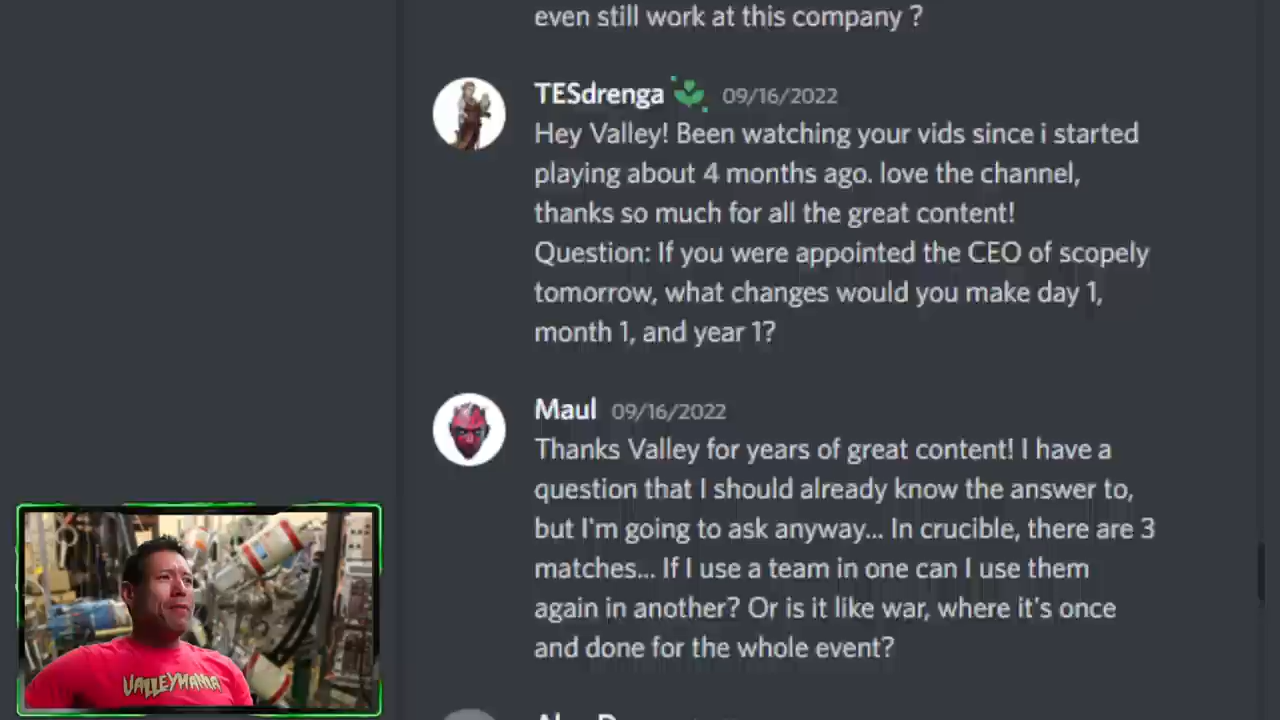 even still work at this company ?
TESdrenga 09/16/2022
Hey Valley! Been watching your vids since i started
playing about 4 months ago. love the channel,
thanks so much for all the great content!
Question: If you were appointed the CEO of scopely
tomorrow, what changes would you make day 1,
month 1, and year 1?
Maul 09/16/2022
Thanks Valley for years of great content! I have a
question that I should already know the answer to,
but I'm going to ask anyway... In crucible, there are 3
matches... If I use a team in one can I use them
again in another? Or is it like war, where it's once
and done for the whole event?
VALLEYMANIA